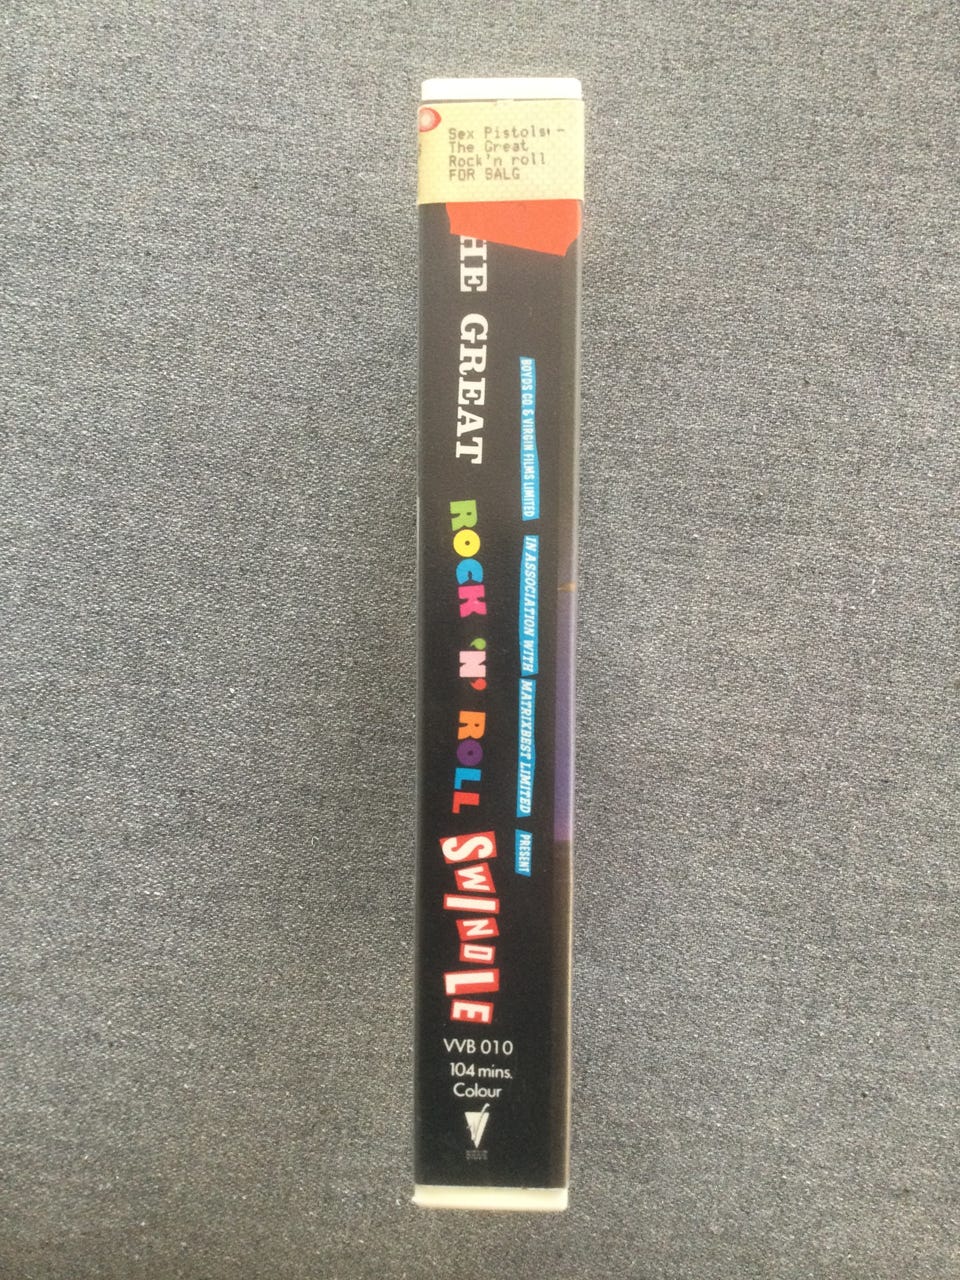 Sex Pistols -
The Great
Rock'n roll
FOR SALG
HE GREAT ROCK 'N' ROLL SWINDLE
BOYDS CO & VIRGIN FILMS LIMITED IN ASSOCIATION WITH MATRIXBEST LIMITED PRESENT
VVB 010
104 mins.
Colour